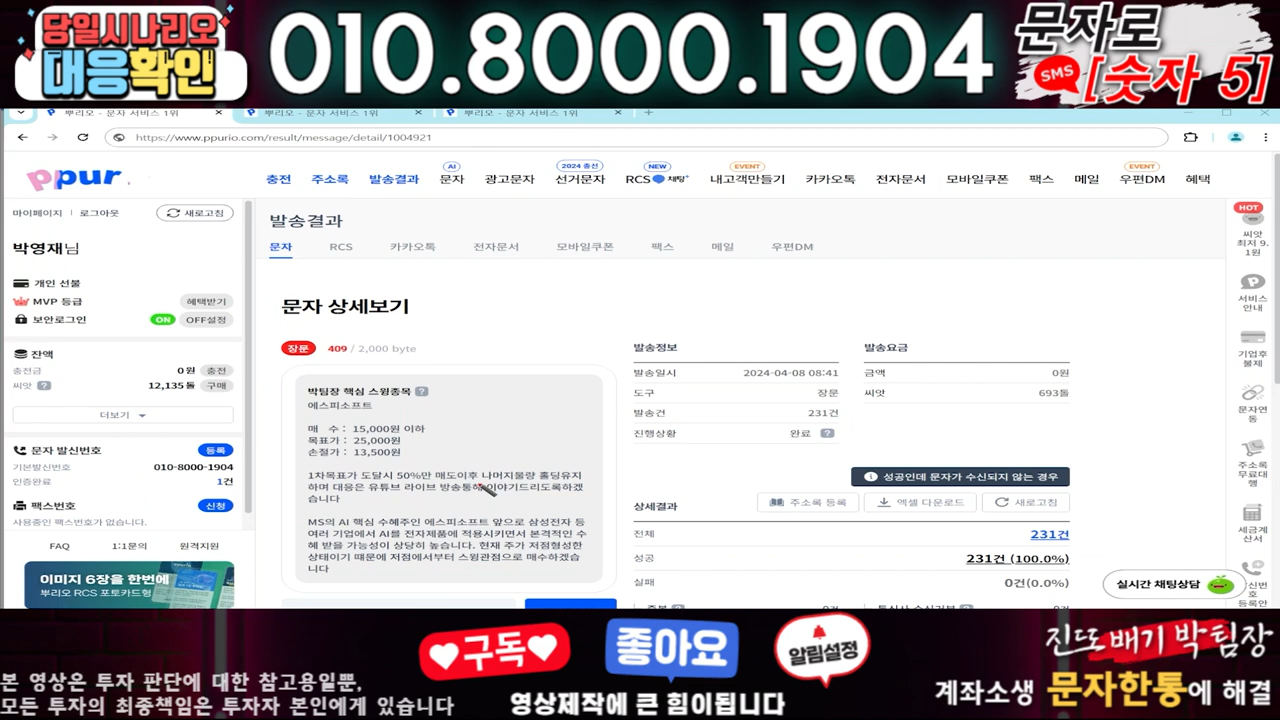 당일시나리오
대응확인
010.8000.1904
문자로
SMS
[숫자 5]
뿌리오 - 문자 서비스 1위
뿌리오 - 문자 서비스 1위
뿌리오 - 문자 서비스 1위
https://www.ppurio.com/result/message/detail/1004921
ppur
충전
주소록
발송결과
AI
문자
광고문자
2024 총선
선거문자
NEW
RCS 채팅+
EVENT
내고객만들기
카카오톡
전자문서
모바일쿠폰
팩스
메일
EVENT
우편DM
혜택
마이페이지 | 로그아웃
새로고침
박영재님
개인 선불
MVP 등급
혜택받기
보안로그인
ON
OFF설정
잔액
충전금
0원
충전
씨앗 ?
12,135톨
구매
더보기
문자 발신번호
등록
기본발신번호
010-8000-1904
인증완료
1건
팩스번호
신청
사용중인 팩스번호가 없습니다.
FAQ
1:1문의
원격지원
이미지 6장을 한번에
뿌리오 RCS 포토카드형
발송결과
문자
RCS
카카오톡
전자문서
모바일쿠폰
팩스
메일
우편DM
문자 상세보기
장문
409 / 2,000 byte
박팀장 핵심 스윙종목 ?
에스피소프트
매 수 : 15,000원 이하
목표가 : 25,000원
손절가 : 13,500원
1차목표가 도달시 50%만 매도이후 나머지물량 홀딩유지
하며 대응은 유튜브 라이브 방송통해 이야기드리도록하겠
습니다
MS의 AI 핵심 수혜주인 에스피소프트 앞으로 삼성전자 등
여러 기업에서 AI를 전자제품에 적용시키면서 본격적인 수
혜 받을 가능성이 상당히 높습니다. 현재 주가 저점형성한
상태이기 때문에 저점에서부터 스윙관점으로 매수하겠습
니다
발송정보
발송일시
2024-04-08 08:41
도구
장문
발송건
231건
진행상황
완료 ?
발송요금
금액
0원
씨앗
693톨
성공인데 문자가 수신되지 않는 경우
상세결과
주소록 등록
엑셀 다운로드
새로고침
전체
231건
성공
231건 (100.0%)
실패
0건(0.0%)
HOT
씨앗
최저 9.
1원
서비스
안내
기업후
불제
문자연
동
주소록
무료대
행
세금계
산서
실시간 채팅상담
본 영상은 투자 판단에 대한 참고용일뿐,
모든 투자의 최종책임은 투자자 본인에게 있습니다
구독
좋아요
알림설정
영상제작에 큰 힘이됩니다
진또배기 박팀장
계좌소생 문자한통에 해결